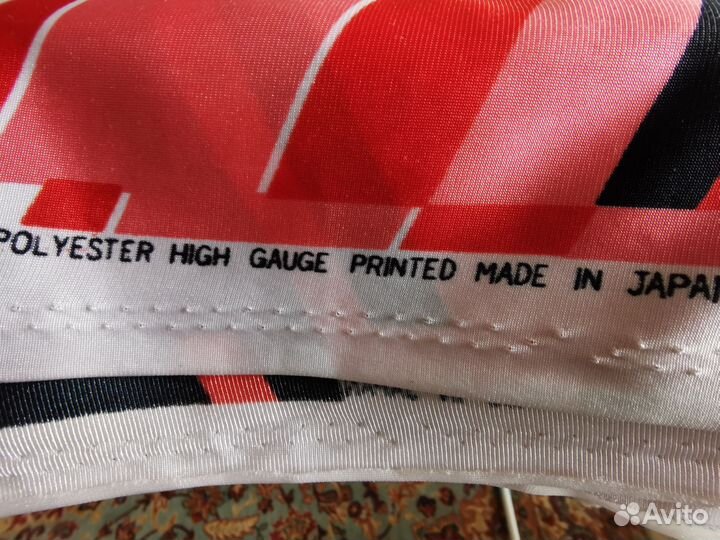 POLYESTER HIGH GAUGE PRINTED MADE IN JAPAN
Avito